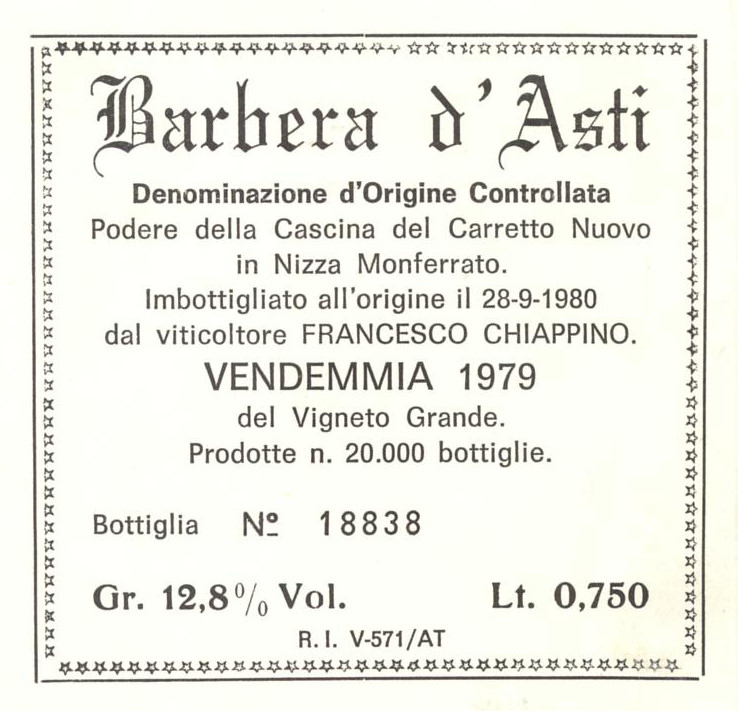 Barbera d'Asti
Denominazione d'Origine Controllata
Podere della Cascina del Carretto Nuovo
in Nizza Monferrato.
Imbottigliato all'origine il 28-9-1980
dal viticoltore FRANCESCO CHIAPPINO.
VENDEMMIA 1979
del Vigneto Grande.
Prodotte n. 20.000 bottiglie.
Bottiglia Nº 18838
Gr. 12,8% Vol. Lt. 0,750
R. I. V-571/AT